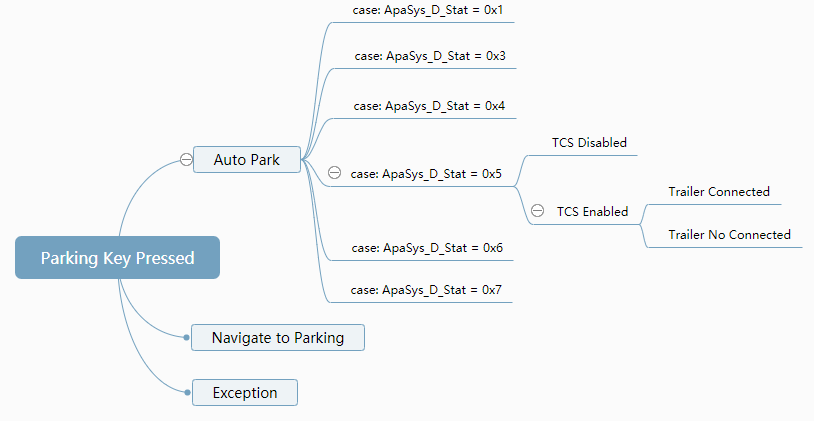 case: ApaSys_D_Stat = 0x1
case: ApaSys_D_Stat = 0x3
case: ApaSys_D_Stat = 0x4
TCS Disabled
Auto Park
case: ApaSys_D_Stat = 0x5
Trailer Connected
TCS Enabled
Trailer No Connected
case: ApaSys_D_Stat = 0x6
Parking Key Pressed
case: ApaSys_D_Stat = 0x7
Navigate to Parking
Exception